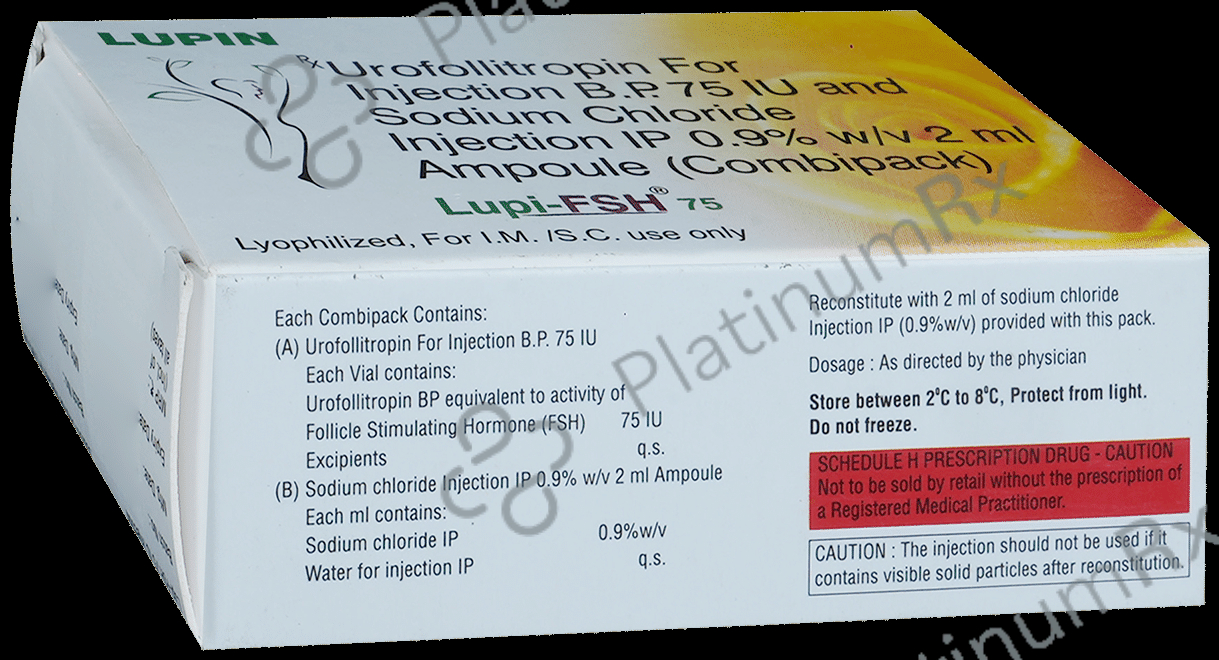 LUPIN
Rx Urofollitropin For
Injection B.P. 75 IU and
Sodium Chloride
Injection IP 0.9% w/v 2 ml
Ampoule (Combipack)
Lupi-FSH® 75
Lyophilized, For I.M. /S.C. use only
Each Combipack Contains:
(A) Urofollitropin For Injection B.P. 75 IU
Each Vial contains:
Urofollitropin BP equivalent to activity of
Follicle Stimulating Hormone (FSH) 75 IU
Excipients q.s.
(B) Sodium chloride Injection IP 0.9% w/v 2 ml Ampoule
Each ml contains:
Sodium chloride IP 0.9%w/v
Water for injection IP q.s.
Reconstitute with 2 ml of sodium chloride
Injection IP (0.9%w/v) provided with this pack.
Dosage : As directed by the physician
Store between 2⁰C to 8⁰C, Protect from light.
Do not freeze.
SCHEDULE H PRESCRIPTION DRUG - CAUTION
Not to be sold by retail without the prescription of
a Registered Medical Practitioner.
CAUTION : The injection should not be used if it
contains visible solid particles after reconstitution.
PlatinumRx
PlatinumRx